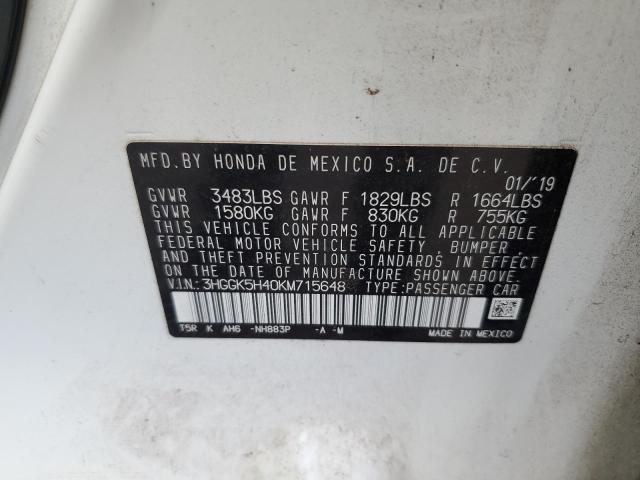 MFD.BY HONDA DE MEXICO S.A. DE C.V.
01/'19
GVWR 3483LBS GAWR F 1829LBS R 1664LBS
GVWR 1580KG GAWR F 830KG R 755KG
THIS VEHICLE CONFORMS TO ALL APPLICABLE
FEDERAL MOTOR VEHICLE SAFETY, BUMPER,
AND THEFT PREVENTION STANDARDS IN EFFECT
ON THE DATE OF MANUFACTURE SHOWN ABOVE.
V.I.N.: 3HGGK5H40KM715648 TYPE:PASSENGER CAR
T5R K AH6 -NH883P -A -M MADE IN MEXICO